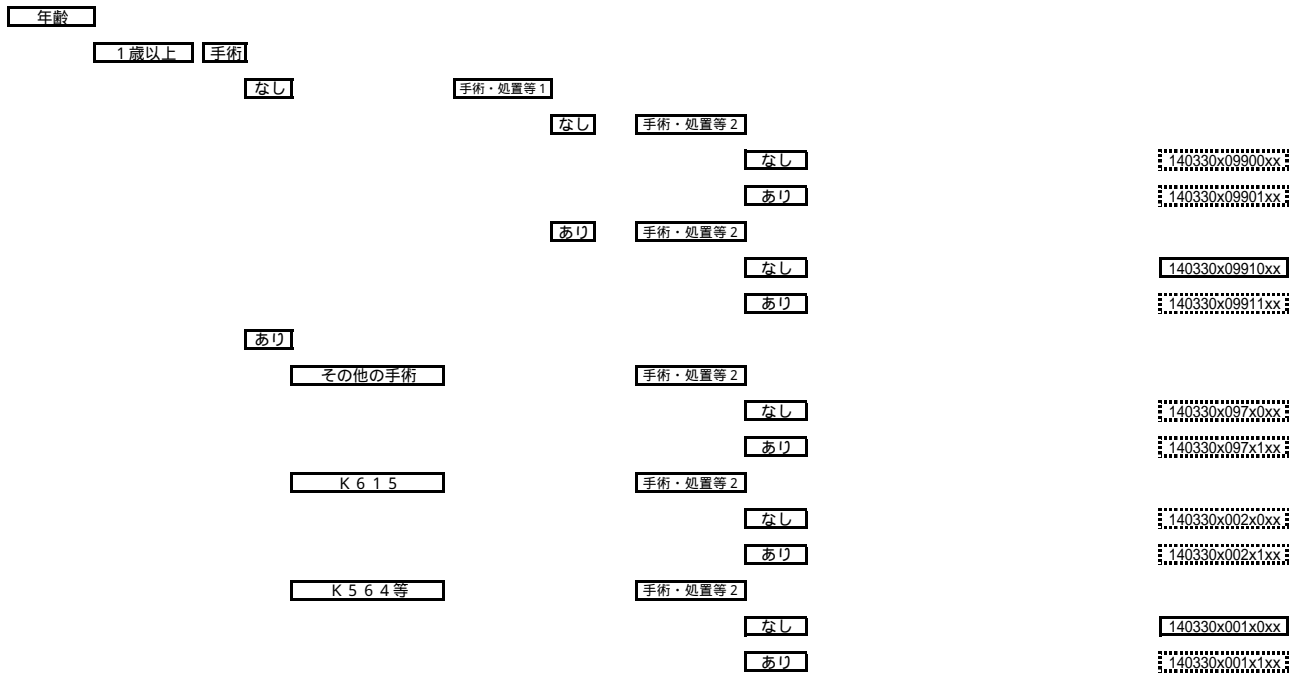 年齢
1歳以上 手術
なし 手術・処置等1
なし 手術・処置等2
なし 140330x09900xx
あり 140330x09901xx
あり 手術・処置等2
なし 140330x09910xx
あり 140330x09911xx
あり
その他の手術 手術・処置等2
なし 140330x097x0xx
あり 140330x097x1xx
K615 手術・処置等2
なし 140330x002x0xx
あり 140330x002x1xx
K564等 手術・処置等2
なし 140330x001x0xx
あり 140330x001x1xx